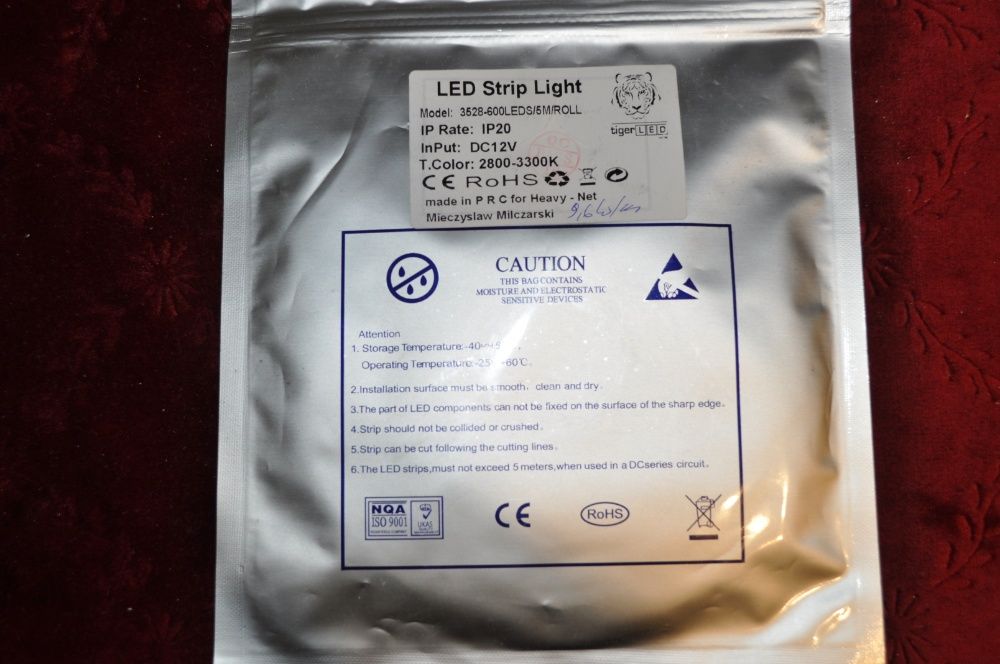 LED Strip Light
Model: 3528-600LEDS/5M/ROLL
IP Rate: IP20
InPut: DC12V
T.Color: 2800-3300K
tigerLED
CE RoHS
made in P R C for Heavy - Net
Mieczyslaw Milczarski 9,6W/m
CAUTION
THIS BAG CONTAINS
MOISTURE AND ELECTROSTATIC
SENSITIVE DEVICES
Attention
1. Storage Temperature:-40
Operating Temperature:-25 60℃.
2.Installation surface must be smooth, clean and dry.
3.The part of LED components can not be fixed on the surface of the sharp edge.
4.Strip should not be collided or crushed.
5.Strip can be cut following the cutting lines.
6.The LED strips,must not exceed 5 meters,when used in a DCseries circuit.
NQA
ISO 9001
UKAS
CE
RoHS